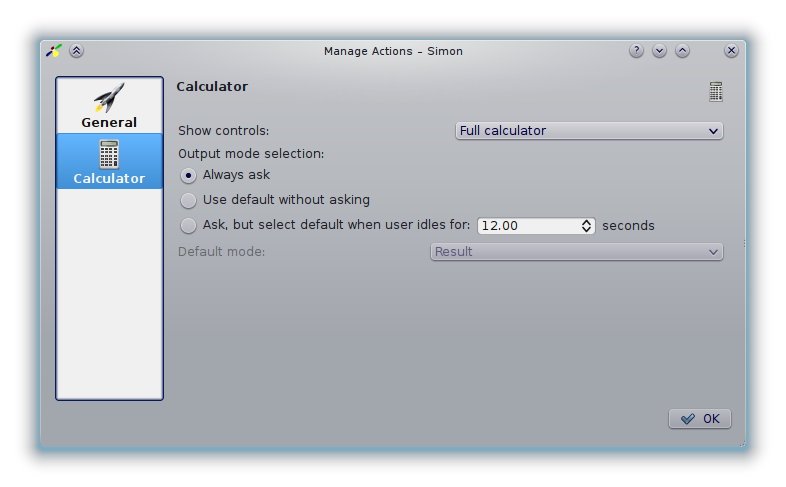 Manage Actions – Simon
General
Calculator
Calculator
Show controls: Full calculator
Output mode selection:
Always ask
Use default without asking
Ask, but select default when user idles for: 12.00 seconds
Default mode: Result
OK